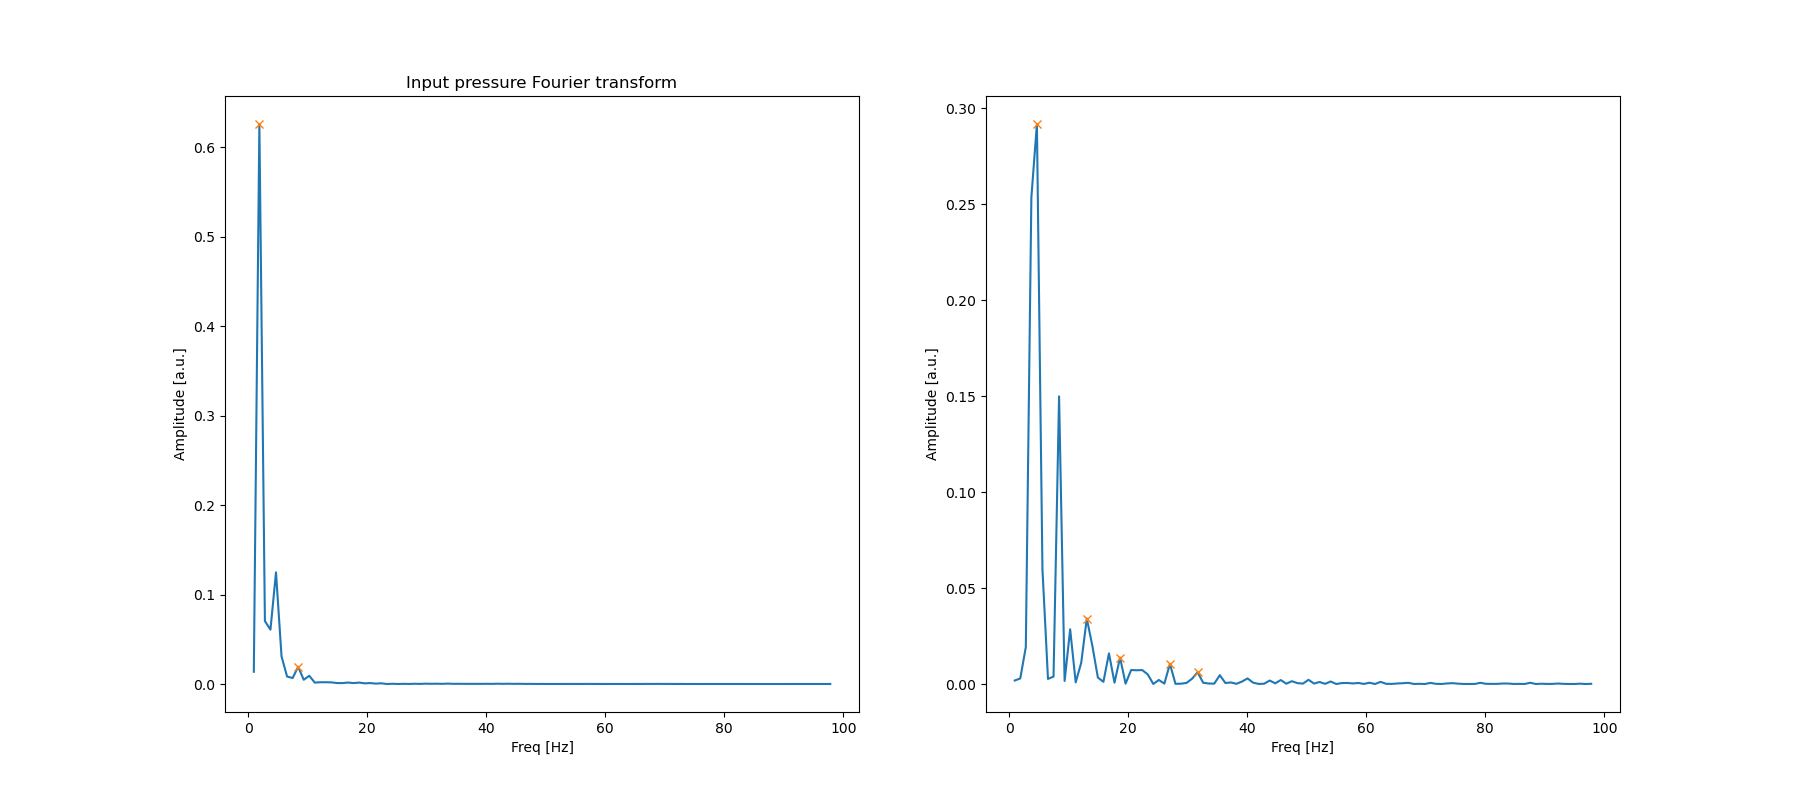 Input pressure Fourier transform
0.6
0.5
0.4
0.3
0.2
0.1
0.0
Amplitude [a.u.]
0 20 40 60 80 100
Freq [Hz]
0.30
0.25
0.20
0.15
0.10
0.05
0.00
Amplitude [a.u.]
0 20 40 60 80 100
Freq [Hz]